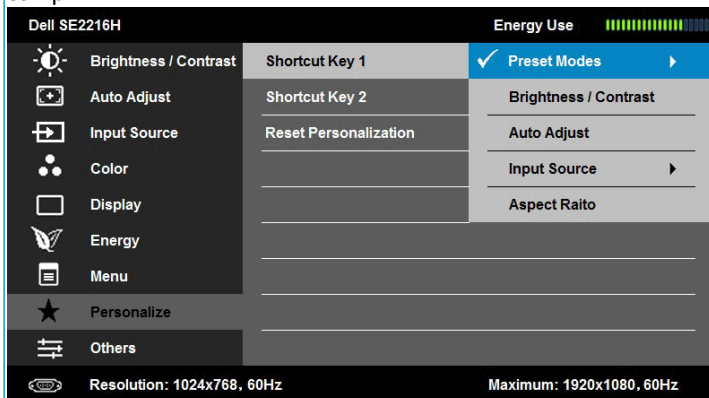 Dell SE2216H Energy Use
Brightness / Contrast Shortcut Key 1 Preset Modes
Auto Adjust Shortcut Key 2 Brightness / Contrast
Input Source Reset Personalization Auto Adjust
Color Input Source
Display Aspect Raito
Energy
Menu
Personalize
Others
Resolution: 1024x768, 60Hz Maximum: 1920x1080, 60Hz